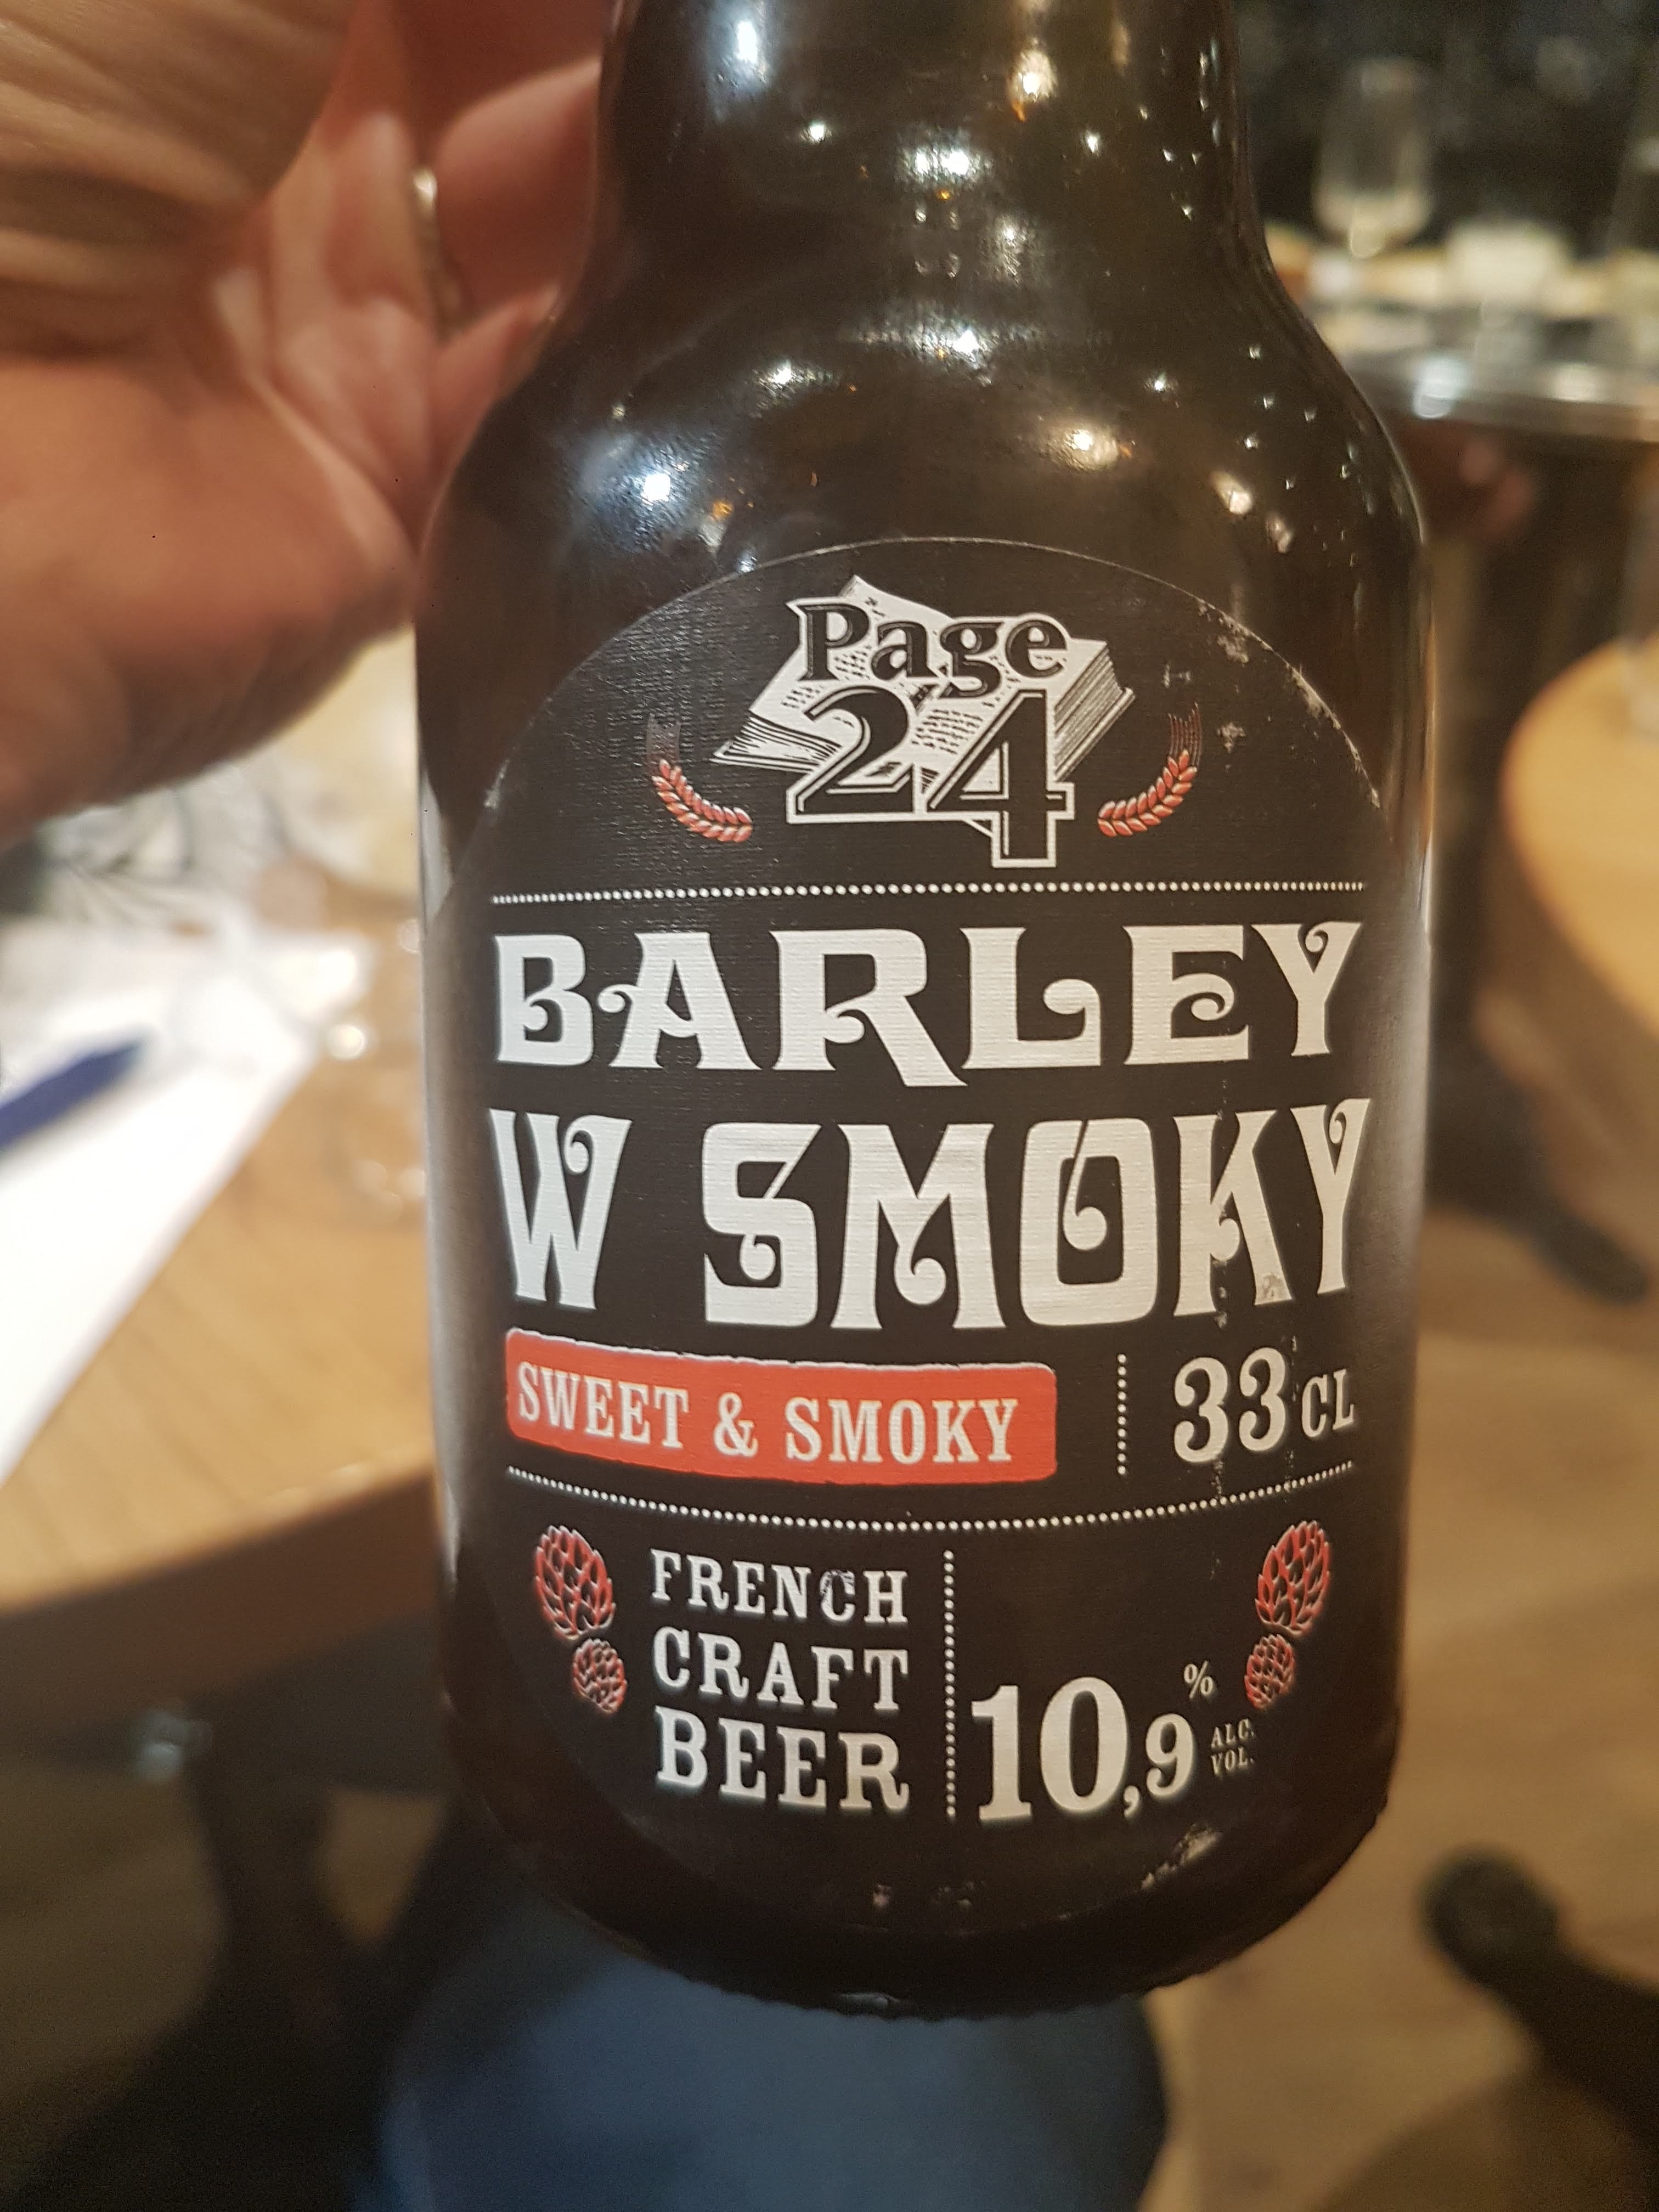 Page
24
BARLEY
W SMOKY
SWEET & SMOKY
33 CL
FRENCH
CRAFT
BEER
10,9 % ALC. VOL.